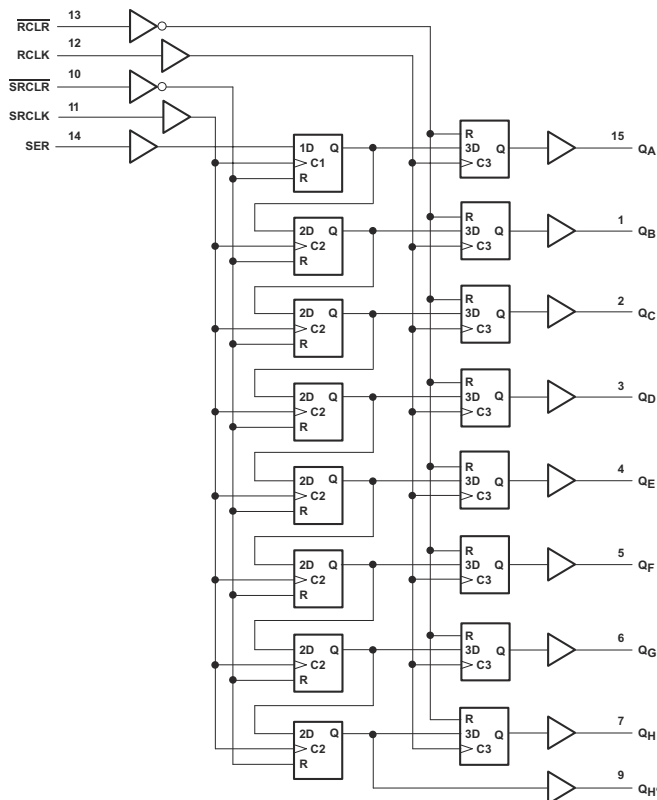 R̅C̅L̅R̅ 13
RCLK 12
S̅R̅C̅L̅R̅ 10
SRCLK 11
SER 14
1D Q
C1
R
R
3D Q
C3
15 QA
2D Q
C2
R
R
3D Q
C3
1 QB
2D Q
C2
R
R
3D Q
C3
2 QC
2D Q
C2
R
R
3D Q
C3
3 QD
2D Q
C2
R
R
3D Q
C3
4 QE
2D Q
C2
R
R
3D Q
C3
5 QF
2D Q
C2
R
R
3D Q
C3
6 QG
2D Q
C2
R
R
3D Q
C3
7 QH
9 QH'